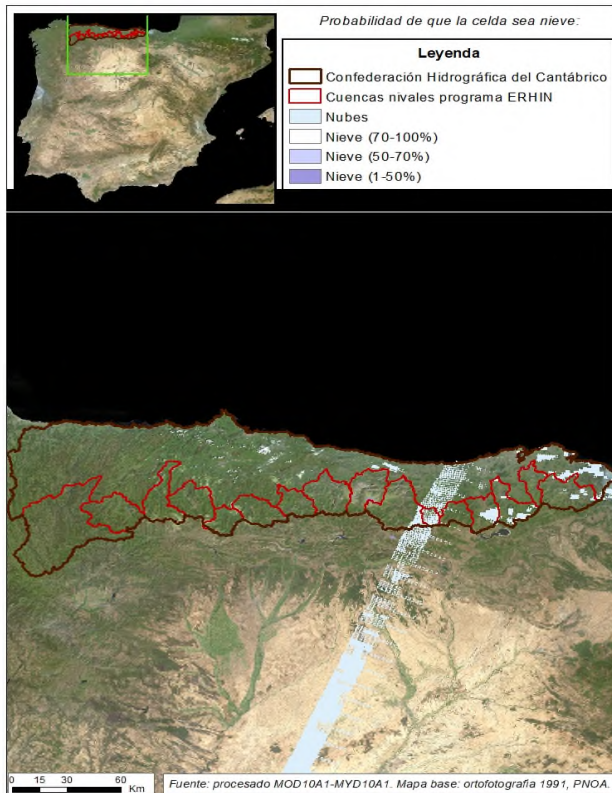 Probabilidad de que la celda sea nieve:
Leyenda
Confederación Hidrográfica del Cantábrico
Cuencas nivales programa ERHIN
Nubes
Nieve (70-100%)
Nieve (50-70%)
Nieve (1-50%)
0 15 30 60
Km
Fuente: procesado MOD10A1-MYD10A1. Mapa base: ortofotografia 1991, PNOA.